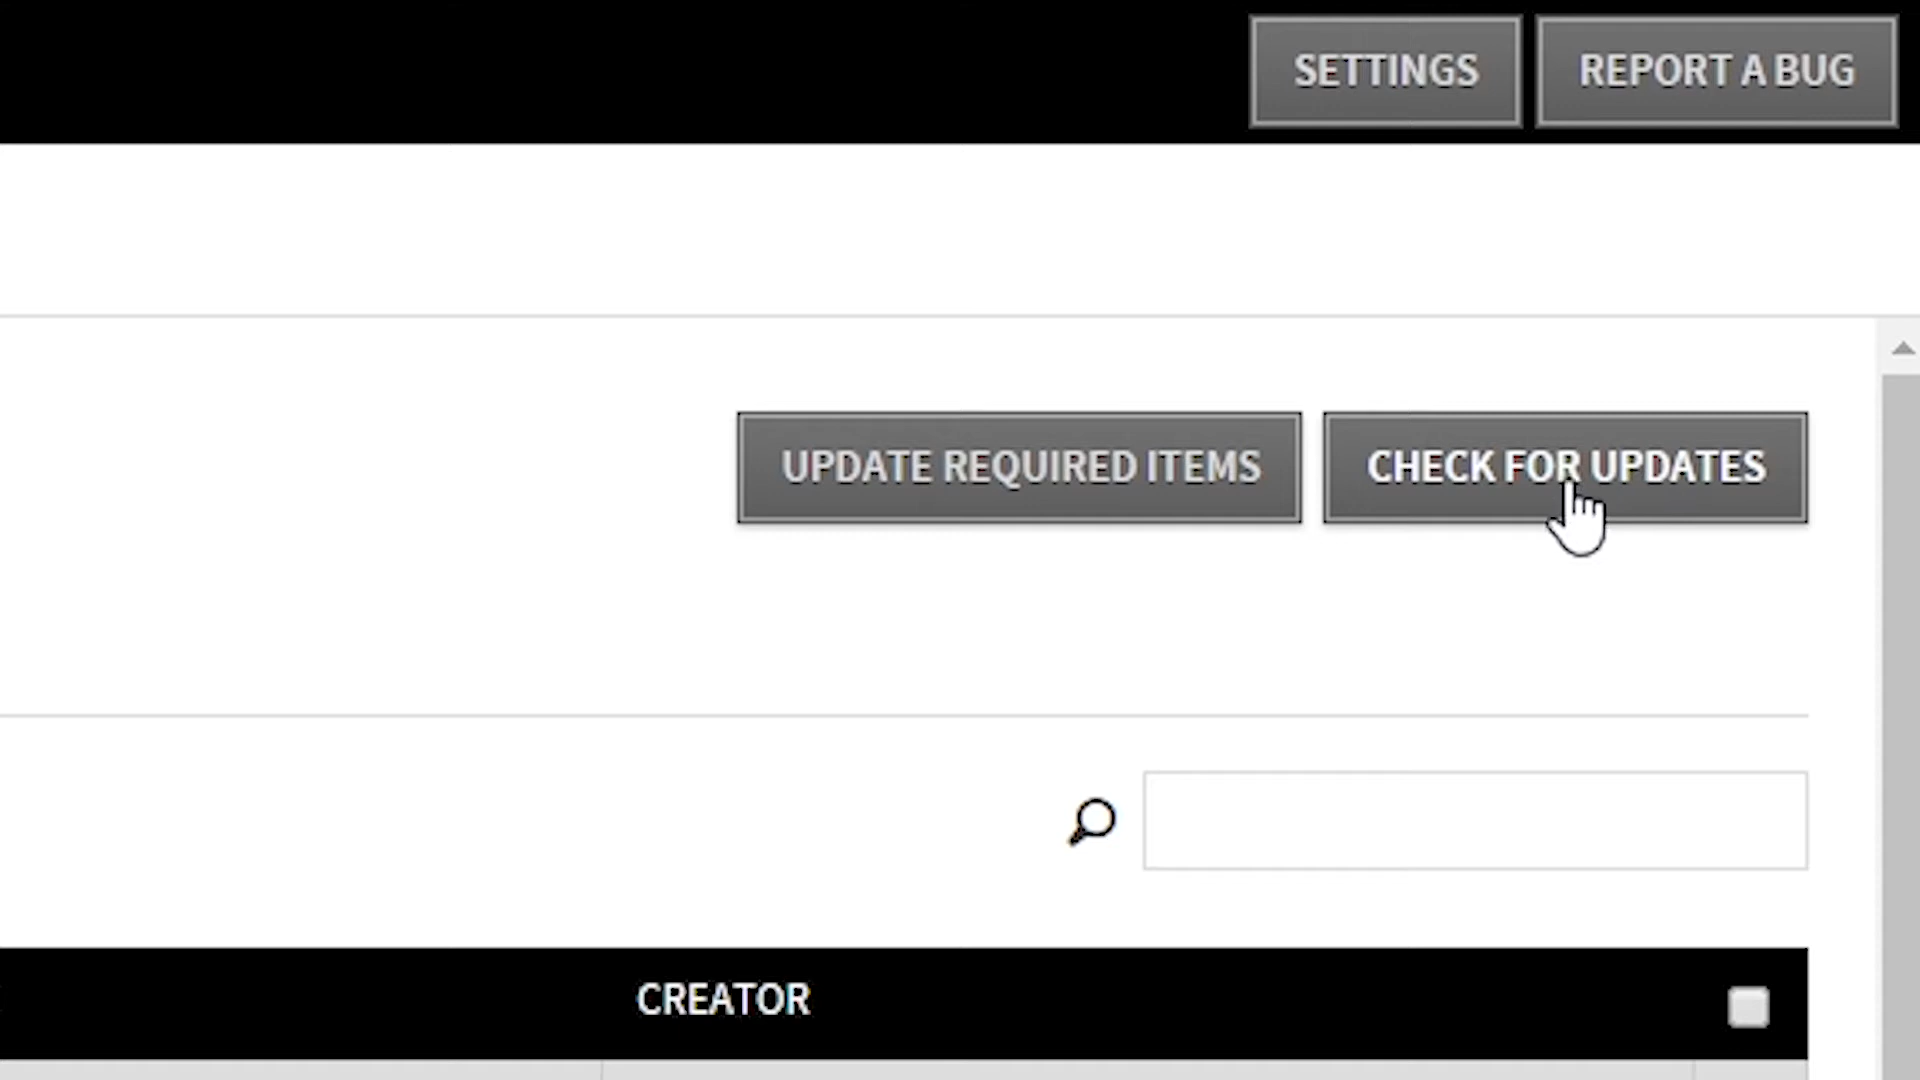 SETTINGS
REPORT A BUG
UPDATE REQUIRED ITEMS
CHECK FOR UPDATES
CREATOR